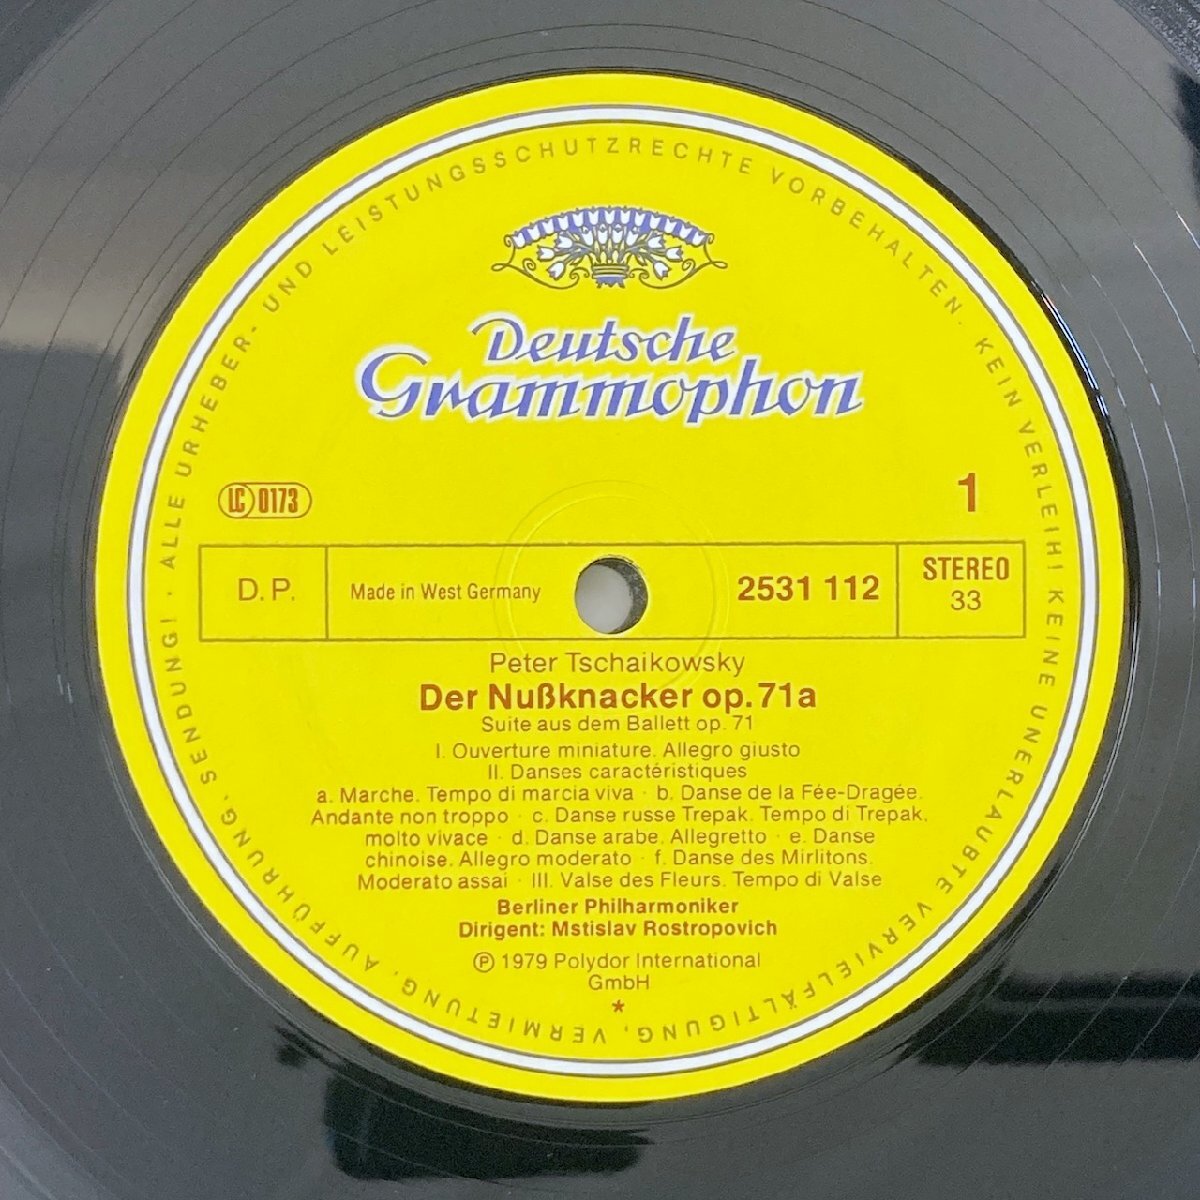 ALLE URHEBER- UND LEISTUNGSSCHUTZRECHTE VORBEHALTEN. KEIN VERLEIH! KEINE UNERLAUBTE VERVIELFÄLTIGUNG, VERMIETUNG, AUFFÜHRUNG, SENDUNG! ·
Deutsche
Grammophon
LC 0173
1
D.P.
Made in West Germany
2531 112
STEREO
33
Peter Tschaikowsky
Der Nußknacker op. 71a
Suite aus dem Ballett op. 71
I. Ouverture miniature. Allegro giusto
II. Danses caractéristiques
a. Marche. Tempo di marcia viva · b. Danse de la Fée-Dragée.
Andante non troppo · c. Danse russe Trepak. Tempo di Trepak,
molto vivace · d. Danse arabe. Allegretto · e. Danse
chinoise. Allegro moderato · f. Danse des Mirlitons.
Moderato assai · III. Valse des Fleurs. Tempo di Valse
Berliner Philharmoniker
Dirigent: Mstislav Rostropovich
℗ 1979 Polydor International
GmbH
*